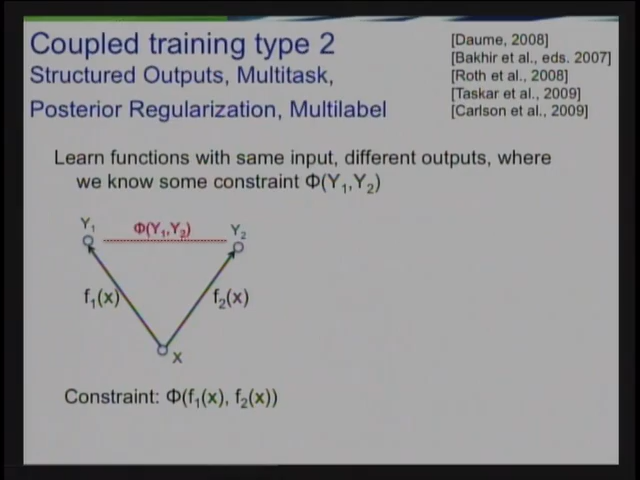 Coupled training type 2
Structured Outputs, Multitask,
Posterior Regularization, Multilabel
[Daume, 2008]
[Bakhir et al., eds. 2007]
[Roth et al., 2008]
[Taskar et al., 2009]
[Carlson et al., 2009]
Learn functions with same input, different outputs, where
we know some constraint Φ(Y₁,Y₂)
Y₁
Φ(Y₁,Y₂)
Y₂
f₁(x)
f₂(x)
x
Constraint: Φ(f₁(x), f₂(x))